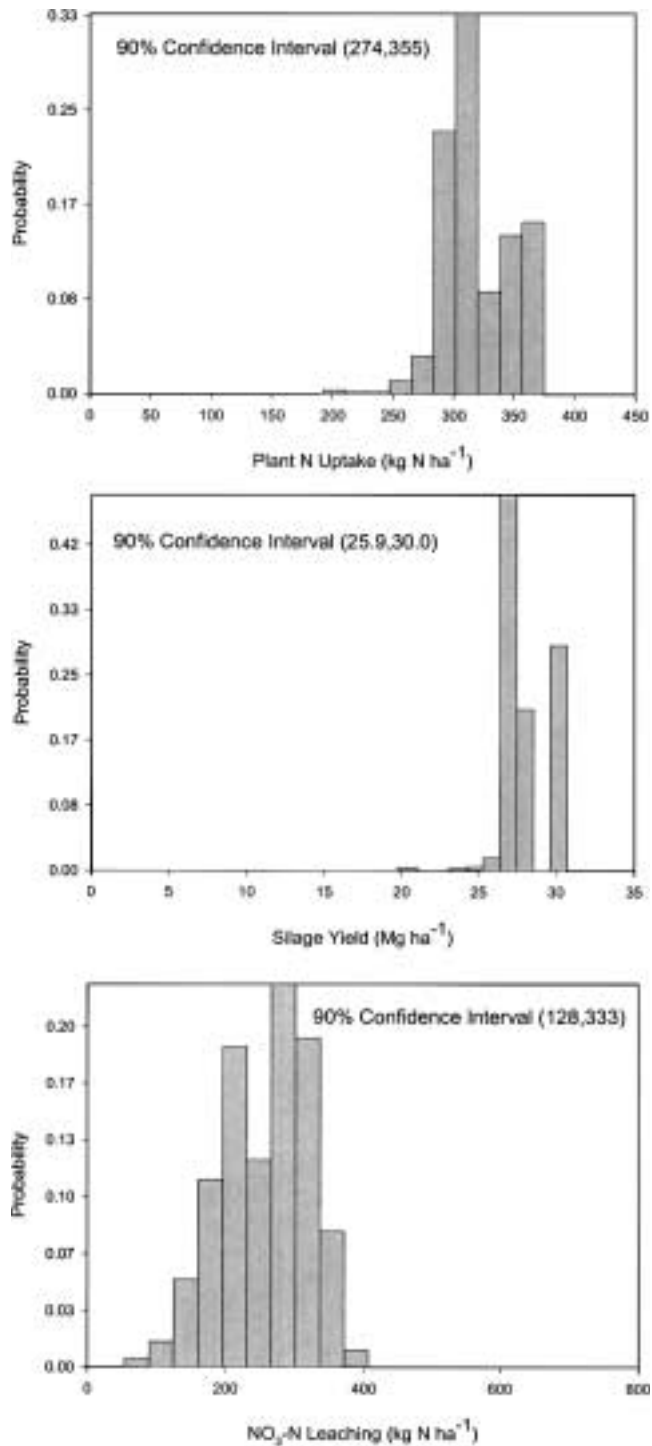 90% Confidence Interval (274,355)
Probability
0.33
0.25
0.17
0.08
0.00
0 50 100 150 200 250 300 350 400 450
Plant N Uptake (kg N ha⁻¹)
90% Confidence Interval (25.9,30.0)
Probability
0.42
0.33
0.25
0.17
0.08
0.00
0 5 10 15 20 25 30 35
Silage Yield (Mg ha⁻¹)
90% Confidence Interval (128,333)
Probability
0.20
0.17
0.13
0.10
0.07
0.03
0.00
0 200 400 600 800
NO₃-N Leaching (kg N ha⁻¹)